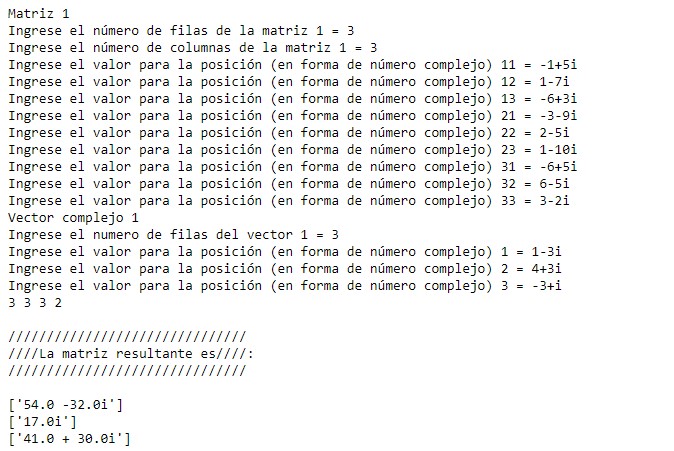 Matriz 1
Ingrese el número de filas de la matriz 1 = 3
Ingrese el número de columnas de la matriz 1 = 3
Ingrese el valor para la posición (en forma de número complejo) 11 = -1+5i
Ingrese el valor para la posición (en forma de número complejo) 12 = 1-7i
Ingrese el valor para la posición (en forma de número complejo) 13 = -6+3i
Ingrese el valor para la posición (en forma de número complejo) 21 = -3-9i
Ingrese el valor para la posición (en forma de número complejo) 22 = 2-5i
Ingrese el valor para la posición (en forma de número complejo) 23 = 1-10i
Ingrese el valor para la posición (en forma de número complejo) 31 = -6+5i
Ingrese el valor para la posición (en forma de número complejo) 32 = 6-5i
Ingrese el valor para la posición (en forma de número complejo) 33 = 3-2i
Vector complejo 1
Ingrese el numero de filas del vector 1 = 3
Ingrese el valor para la posición (en forma de número complejo) 1 = 1-3i
Ingrese el valor para la posición (en forma de número complejo) 2 = 4+3i
Ingrese el valor para la posición (en forma de número complejo) 3 = -3+i
3 3 3 2
///////////////////////////////
////La matriz resultante es////:
///////////////////////////////
['54.0 -32.0i']
['17.0i']
['41.0 + 30.0i']